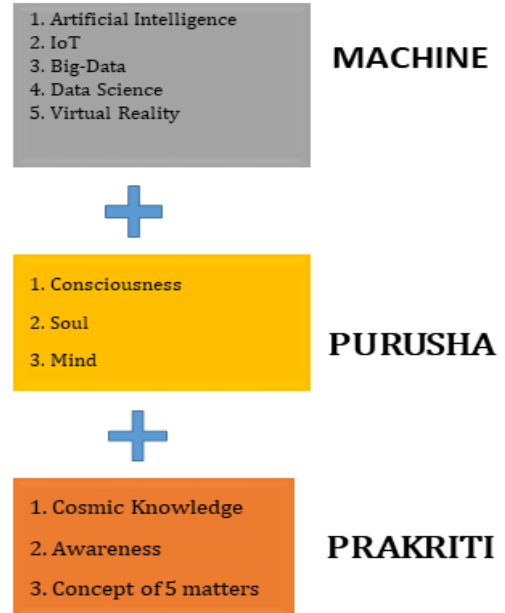 1. Artificial Intelligence
2. IoT
3. Big-Data
4. Data Science
5. Virtual Reality
MACHINE
1. Consciousness
2. Soul
3. Mind
PURUSHA
1. Cosmic Knowledge
2. Awareness
3. Concept of 5 matters
PRAKRITI